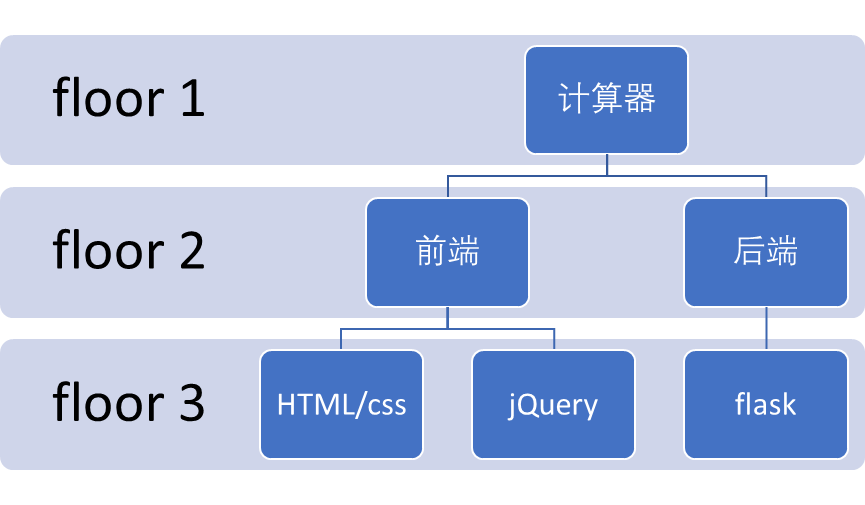 floor 1
计算器
floor 2
前端
后端
floor 3
HTML/css
jQuery
flask